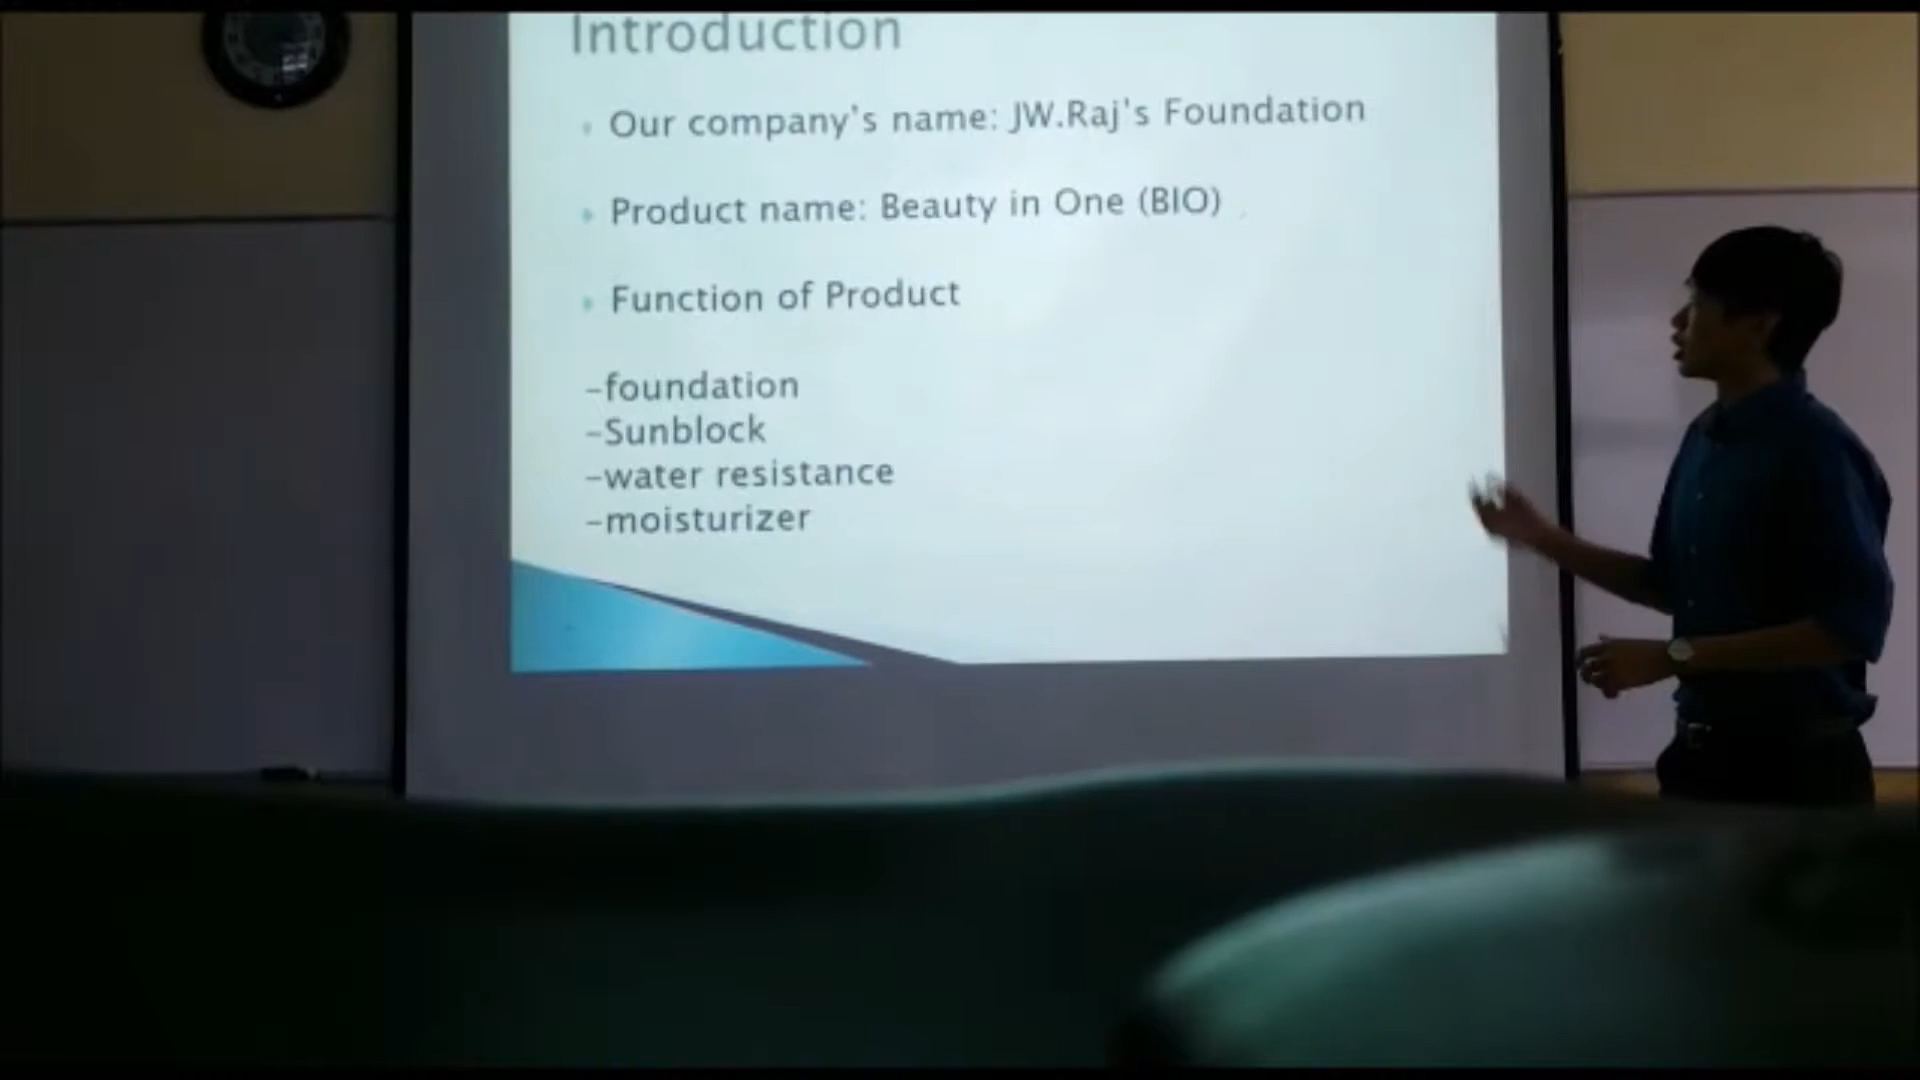 Introduction
Our company's name: JW.Raj's Foundation
Product name: Beauty in One (BIO)
Function of Product
-foundation
-Sunblock
-water resistance
-moisturizer